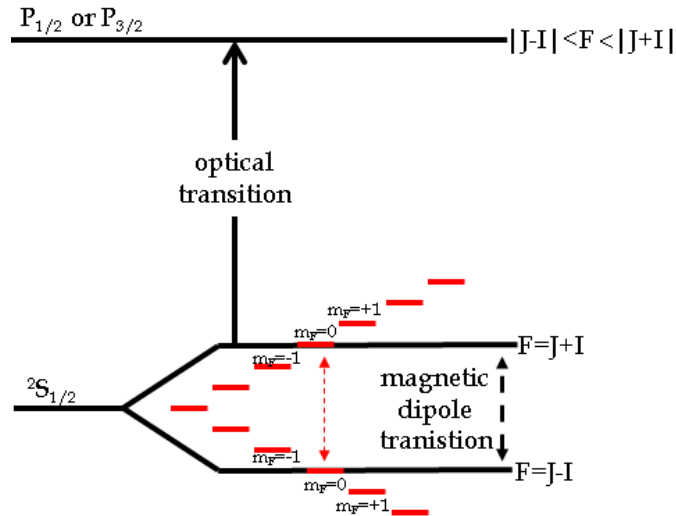 P1/2 or P3/2
|J-I| <F <|J+I|
optical
transition
mF=+1
mF=0
F=J+I
mF=-1
magnetic
dipole
tranistion
²S1/2
mF=-1
F=J-I
mF=0
mF=+1